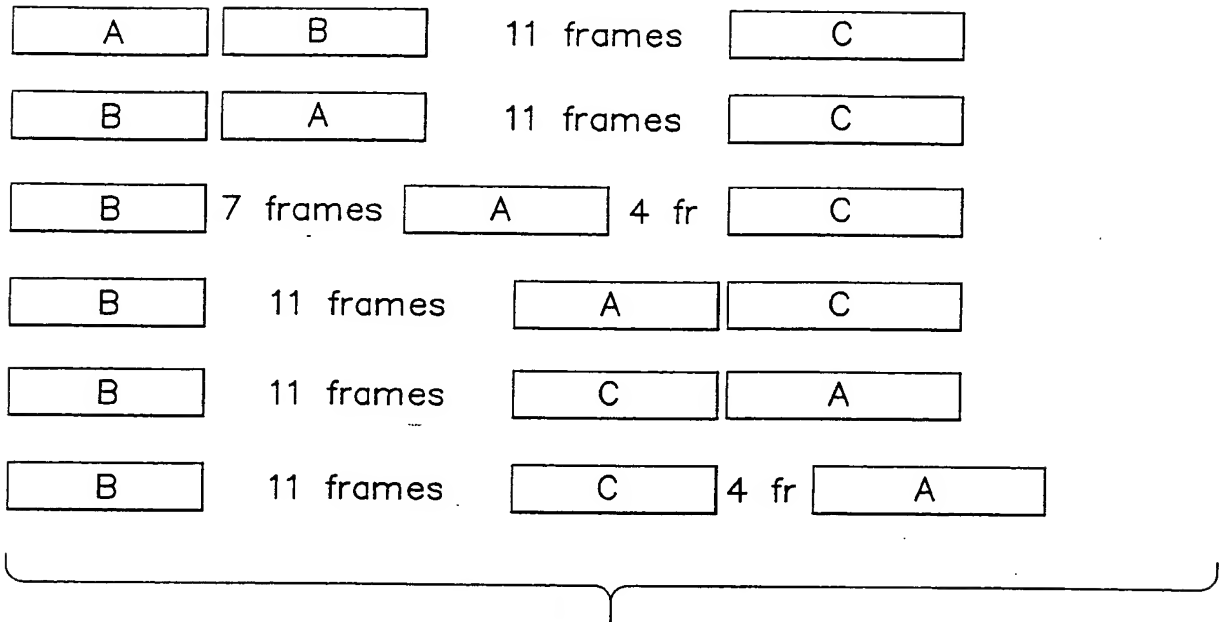 A B 11 frames C
B A 11 frames C
B 7 frames A 4 fr C
B 11 frames A C
B 11 frames C A
B 11 frames C 4 fr A